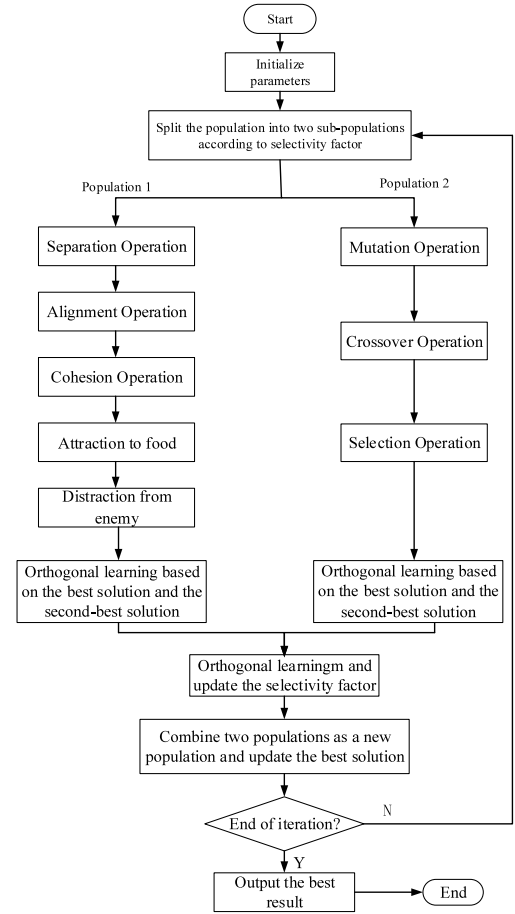 Start
Initialize
parameters
Split the population into two sub-populations
according to selectivity factor
Population 1
Population 2
Separation Operation
Alignment Operation
Cohesion Operation
Attraction to food
Distraction from
enemy
Orthogonal learning based
on the best solution and the
second-best solution
Mutation Operation
Crossover Operation
Selection Operation
Orthogonal learning based
on the best solution and the
second-best solution
Orthogonal learningm and
update the selectivity factor
Combine two populations as a new
population and update the best solution
End of iteration?
N
Y
Output the best
result
End